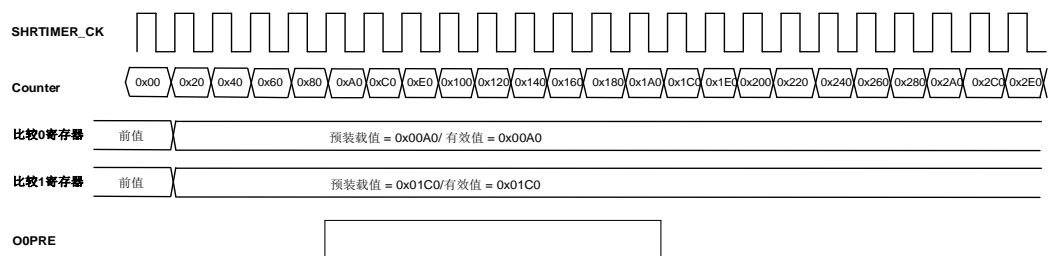 SHRTIMER_CK
Counter 0x00 0x20 0x40 0x60 0x80 0xA0 0xC0 0xE0 0x100 0x120 0x140 0x160 0x180 0x1A0 0x1C0 0x1E0 0x200 0x220 0x240 0x260 0x280 0x2A0 0x2C0 0x2E0
比较0寄存器 前值 预装载值 = 0x00A0/ 有效值 = 0x00A0
比较1寄存器 前值 预装载值 = 0x01C0/有效值 = 0x01C0
O0PRE